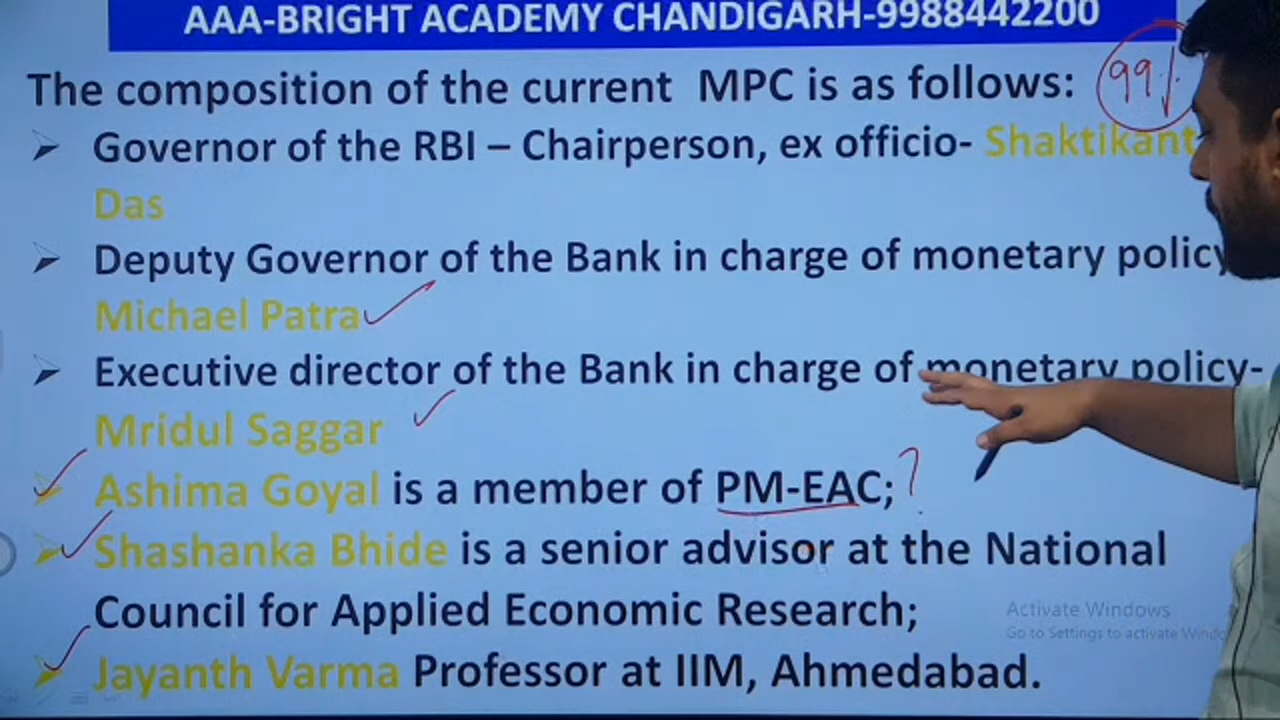 AAA-BRIGHT ACADEMY CHANDIGARH-9988442200
The composition of the current MPC is as follows: 99%
➢ Governor of the RBI – Chairperson, ex officio- Shaktikant
Das
➢ Deputy Governor of the Bank in charge of monetary policy
Michael Patra
➢ Executive director of the Bank in charge of monetary policy-
Mridul Saggar
➢ Ashima Goyal is a member of PM-EAC; ?
➢ Shashanka Bhide is a senior advisor at the National
Council for Applied Economic Research;
➢ Jayanth Varma Professor at IIM, Ahmedabad.
Activate Windows
Go to Settings to activate